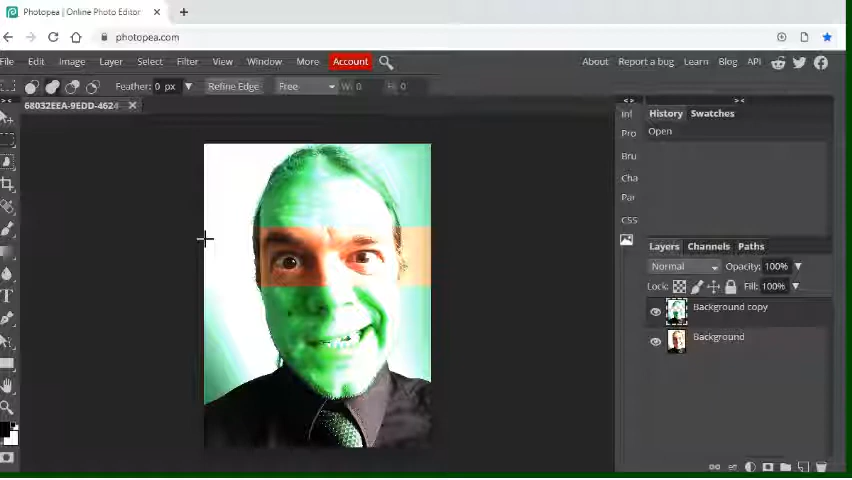 Photopea | Online Photo Editor
photopea.com
File Edit Image Layer Select Filter View Window More Account About Report a bug Learn Blog API
Feather: 0 px Refine Edge Free W: 0 H: 0
68032EEA-9EDD-4624
Inf
History Swatches
Pro
Open
Bru
Cha
Par
CSS
Layers Channels Paths
Normal Opacity: 100%
Lock: Fill: 100%
Background copy
Background